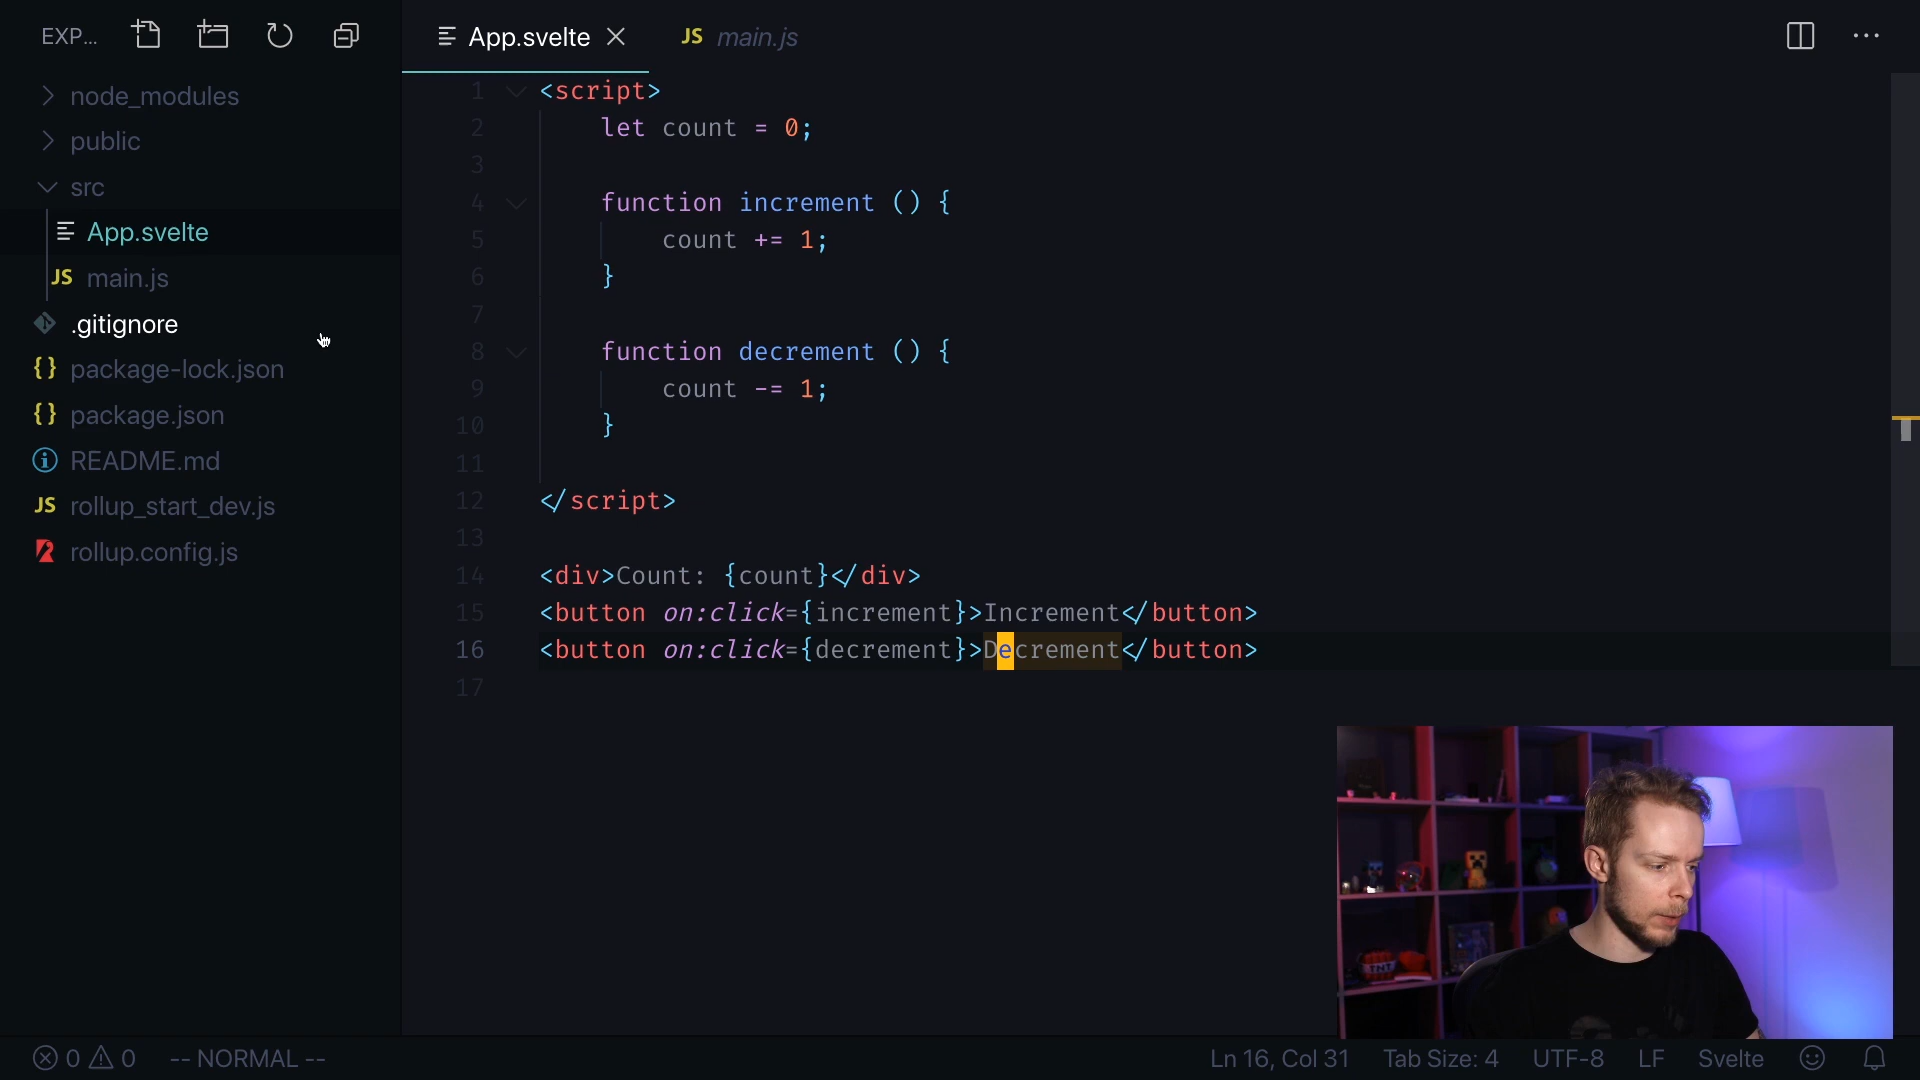 EXP...
App.svelte
JS main.js
node_modules
public
src
App.svelte
JS main.js
.gitignore
{} package-lock.json
{} package.json
README.md
JS rollup_start_dev.js
rollup.config.js
1 <script>
2 let count = 0;
3
4 function increment () {
5 count += 1;
6 }
7
8 function decrement () {
9 count -= 1;
10 }
11
12 </script>
13
14 <div>Count: {count}</div>
15 <button on:click={increment}>Increment</button>
16 <button on:click={decrement}>Decrement</button>
17
TNT
0 0 -- NORMAL --
Ln 16, Col 31 Tab Size: 4 UTF-8 LF Svelte